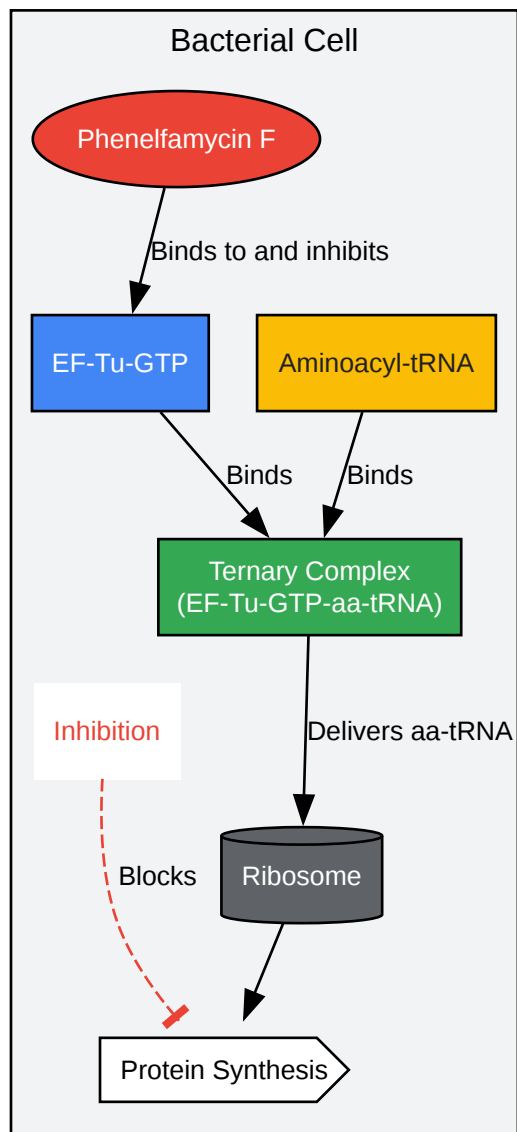 Bacterial Cell
Phenelfamycin F
Binds to and inhibits
EF-Tu-GTP
Aminoacyl-tRNA
Binds
Binds
Ternary Complex
(EF-Tu-GTP-aa-tRNA)
Inhibition
Delivers aa-tRNA
Blocks
Ribosome
Protein Synthesis